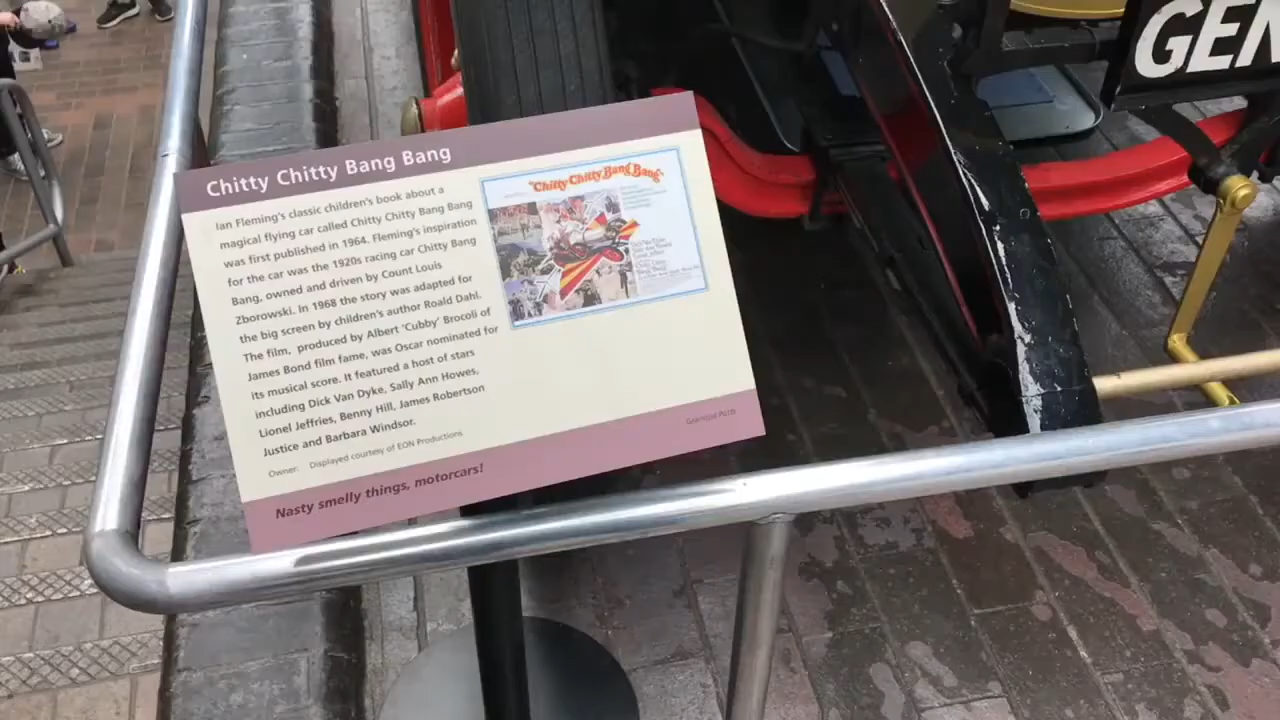 GEN
Chitty Chitty Bang Bang
Ian Fleming's classic children's book about a
magical flying car called Chitty Chitty Bang Bang
was first published in 1964. Fleming's inspiration
for the car was the 1920s racing car Chitty Bang
Bang, owned and driven by Count Louis
Zborowski. In 1968 the story was adapted for
the big screen by children's author Roald Dahl.
The film, produced by Albert 'Cubby' Brocoli of
James Bond film fame, was Oscar nominated for
its musical score. It featured a host of stars
including Dick Van Dyke, Sally Ann Howes,
Lionel Jeffries, Benny Hill, James Robertson
Justice and Barbara Windsor.
Owner: Displayed courtesy of EON Productions
"Chitty Chitty Bang Bang"
Grandpa Potts
Nasty smelly things, motorcars!